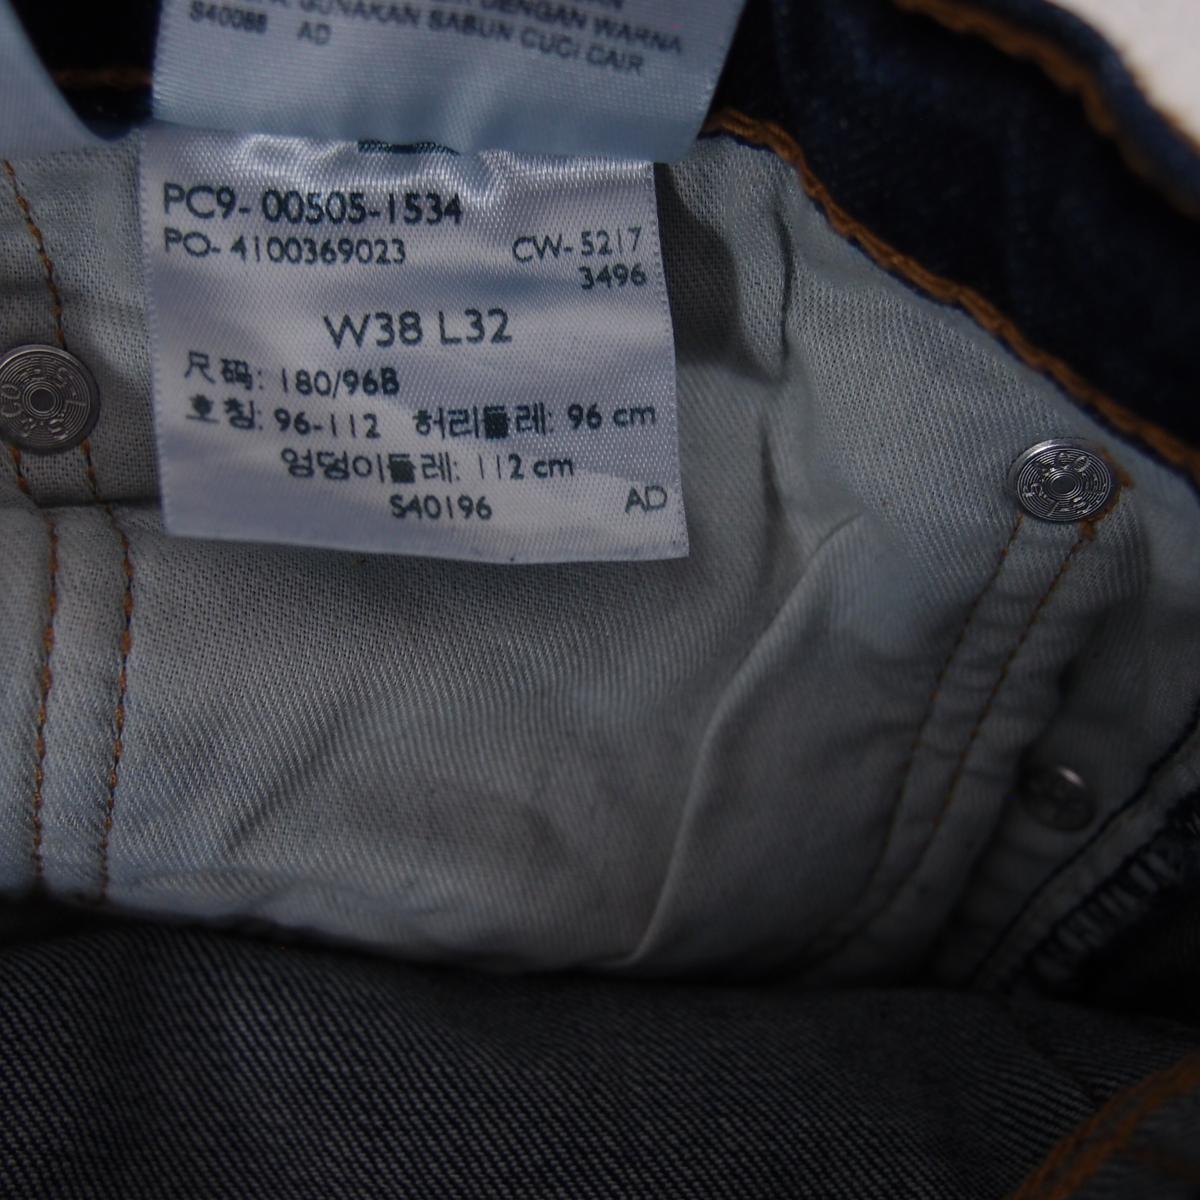 DENGAN WARNA
GUNAKAN SABUN CUCI CAIR
S40088 AD
PC9-00505-1534
PO-4100369023 CW-5217
3496
W38 L32
尺码: 180/96B
호칭: 96-112 허리둘레: 96 cm
엉덩이둘레: 112 cm
S40196 AD